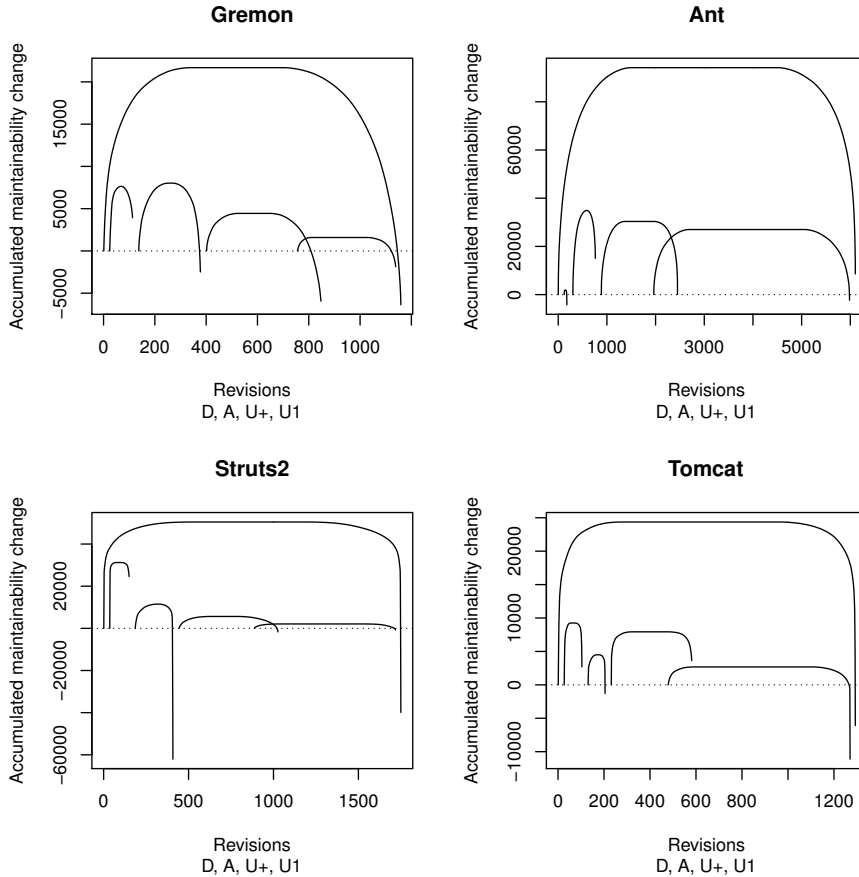 Gremon
Accumulated maintainability change
−5000
5000
15000
0
200
400
600
800
1000
Revisions
D, A, U+, U1
Ant
Accumulated maintainability change
0
20000
60000
0
1000
3000
5000
Revisions
D, A, U+, U1
Struts2
Accumulated maintainability change
−60000
−20000
20000
0
500
1000
1500
Revisions
D, A, U+, U1
Tomcat
Accumulated maintainability change
−10000
0
10000
20000
0
200
400
600
800
1200
Revisions
D, A, U+, U1